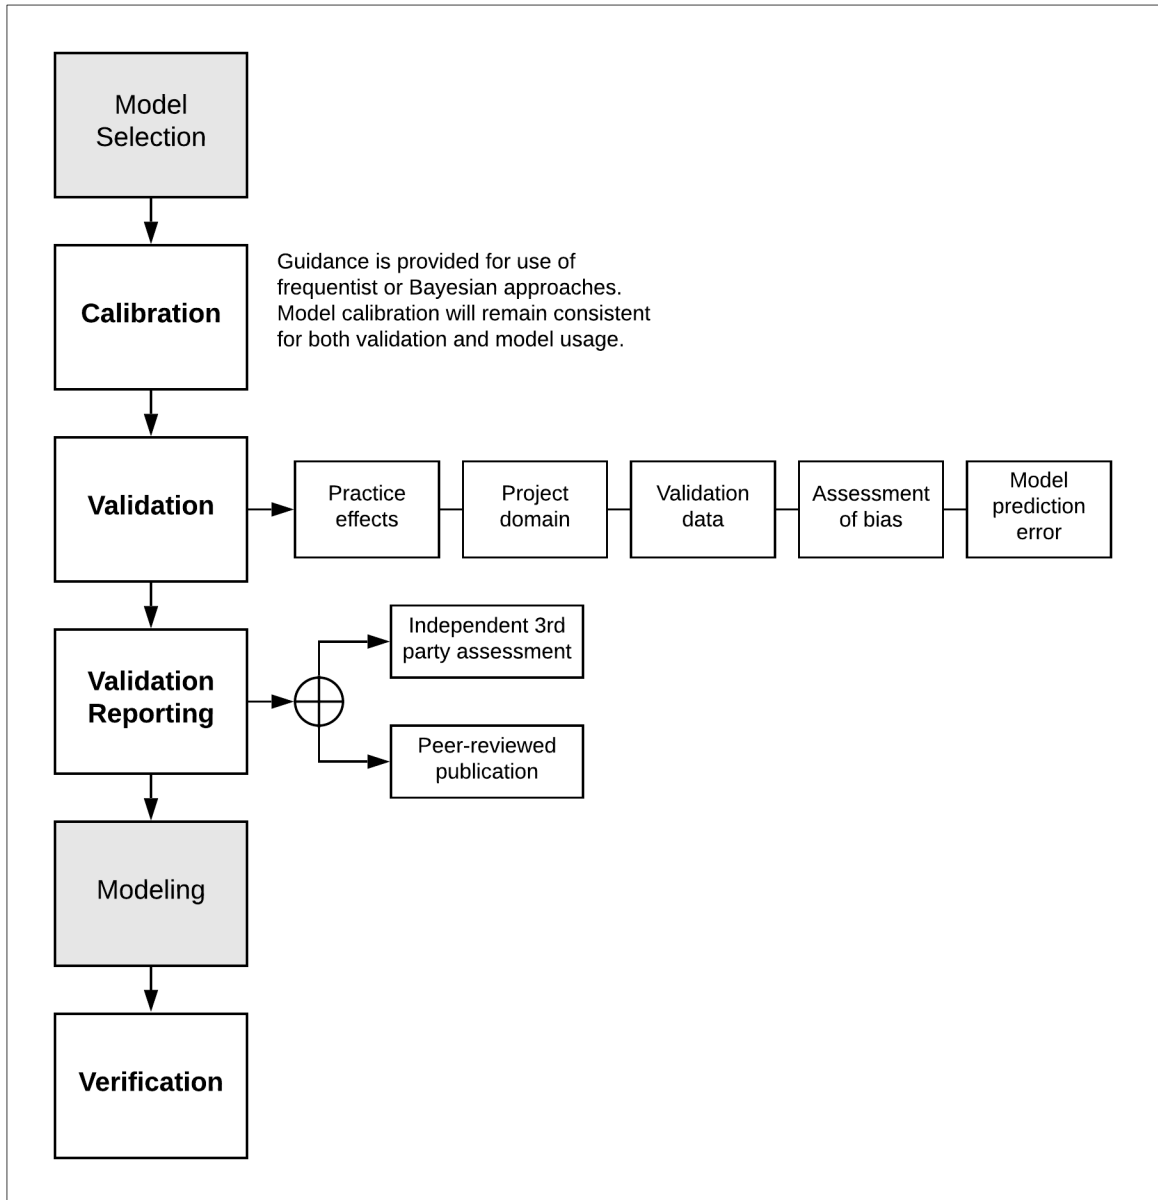 Model
Selection
Calibration
Guidance is provided for use of
frequentist or Bayesian approaches.
Model calibration will remain consistent
for both validation and model usage.
Validation
Practice
effects
Project
domain
Validation
data
Assessment
of bias
Model
prediction
error
Validation
Reporting
Independent 3rd
party assessment
Peer-reviewed
publication
Modeling
Verification